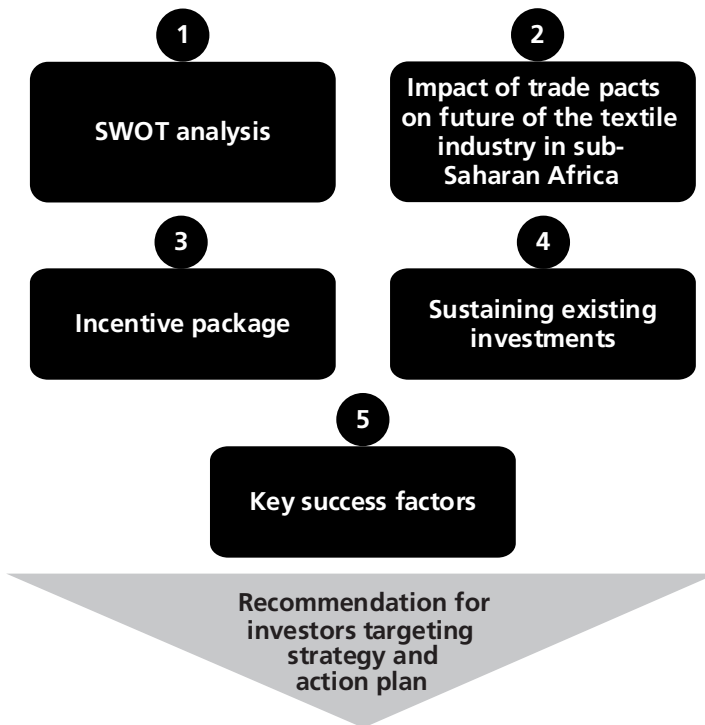 1
SWOT analysis
2
Impact of trade pacts
on future of the textile
industry in sub-
Saharan Africa
3
Incentive package
4
Sustaining existing
investments
5
Key success factors
Recommendation for
investors targeting
strategy and
action plan